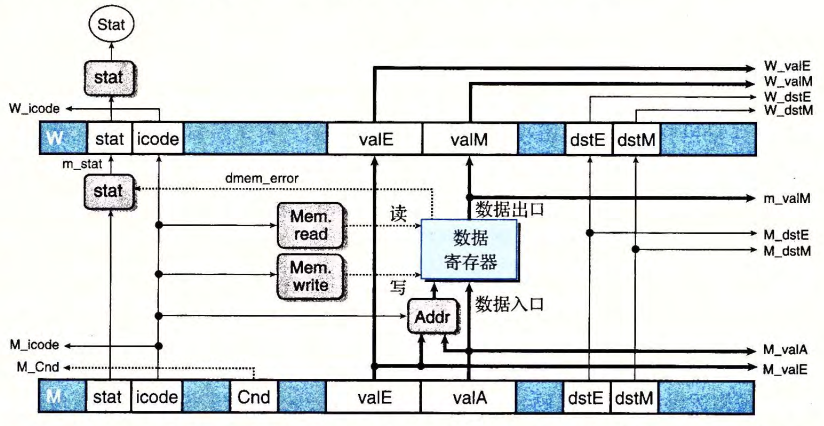 Stat
stat
W_valE
W_valM
W_dstE
W_dstM
W_icode
W
stat
icode
valE
valM
dstE
dstM
m_stat
dmem_error
stat
m_valM
数据出口
Mem.
read
读
数据
寄存器
M_dstE
M_dstM
Mem.
write
写
数据入口
Addr
M_icode
M_valA
M_Cnd
M_valE
M
stat
icode
Cnd
valE
valA
dstE
dstM